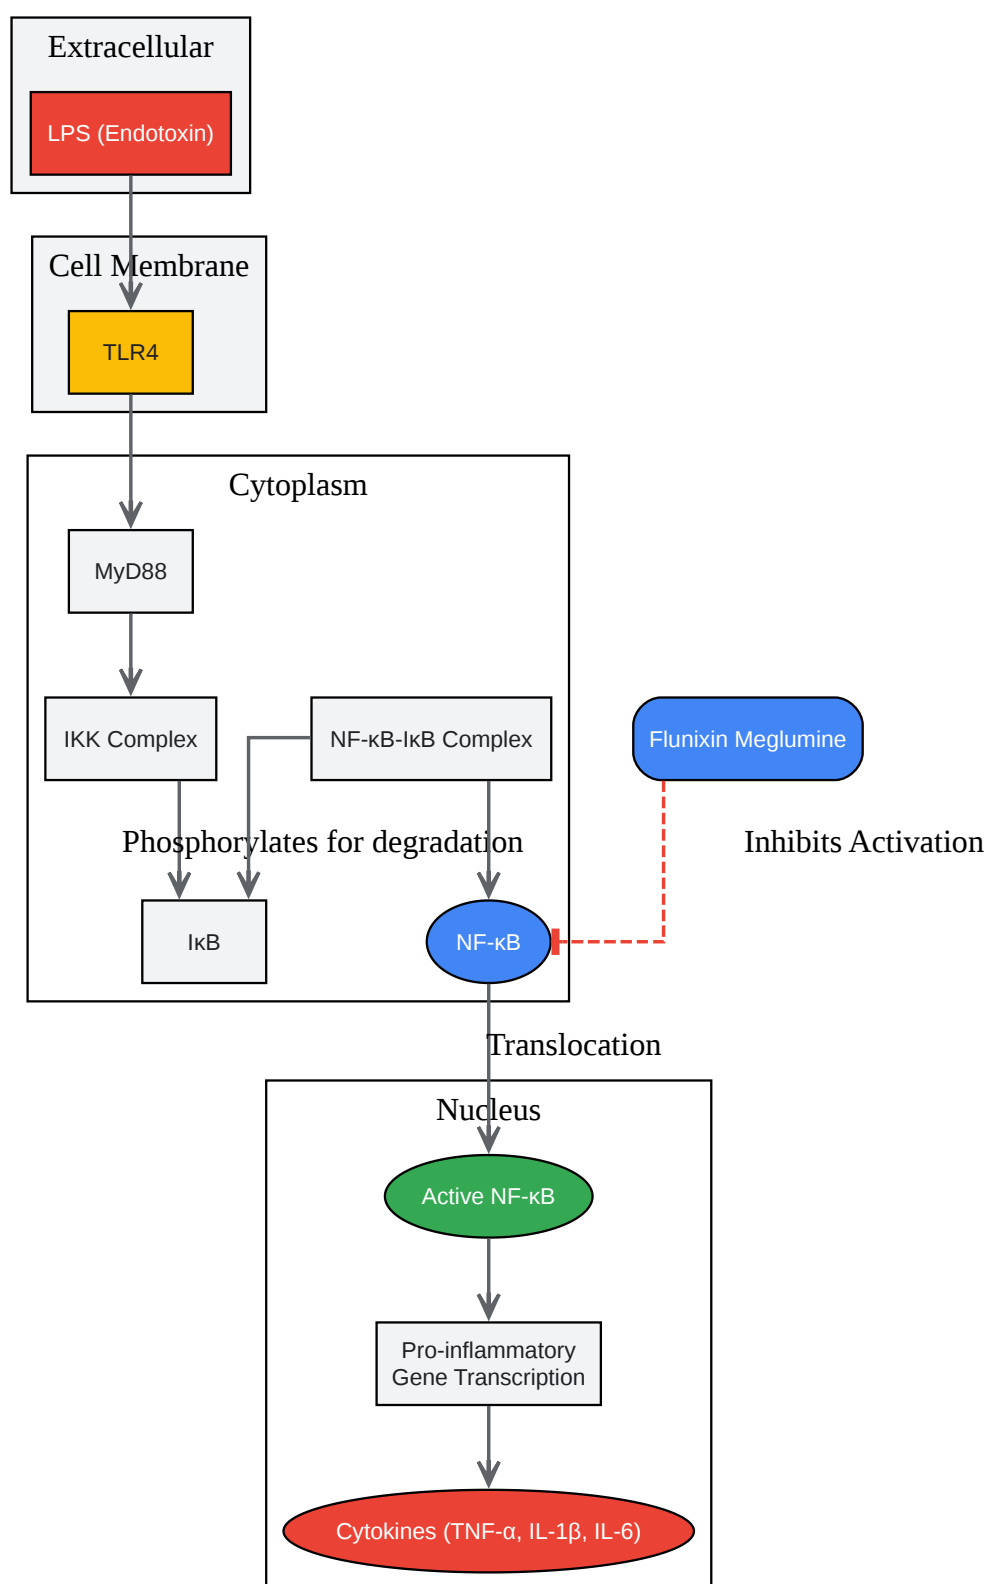 Extracellular
LPS (Endotoxin)
Cell Membrane
TLR4
Cytoplasm
MyD88
IKK Complex
NF-κB-IκB Complex
Flunixin Meglumine
Phosphorylates for degradation
Inhibits Activation
IκB
NF-κB
Translocation
Nucleus
Active NF-κB
Pro-inflammatory
Gene Transcription
Cytokines (TNF-α, IL-1β, IL-6)